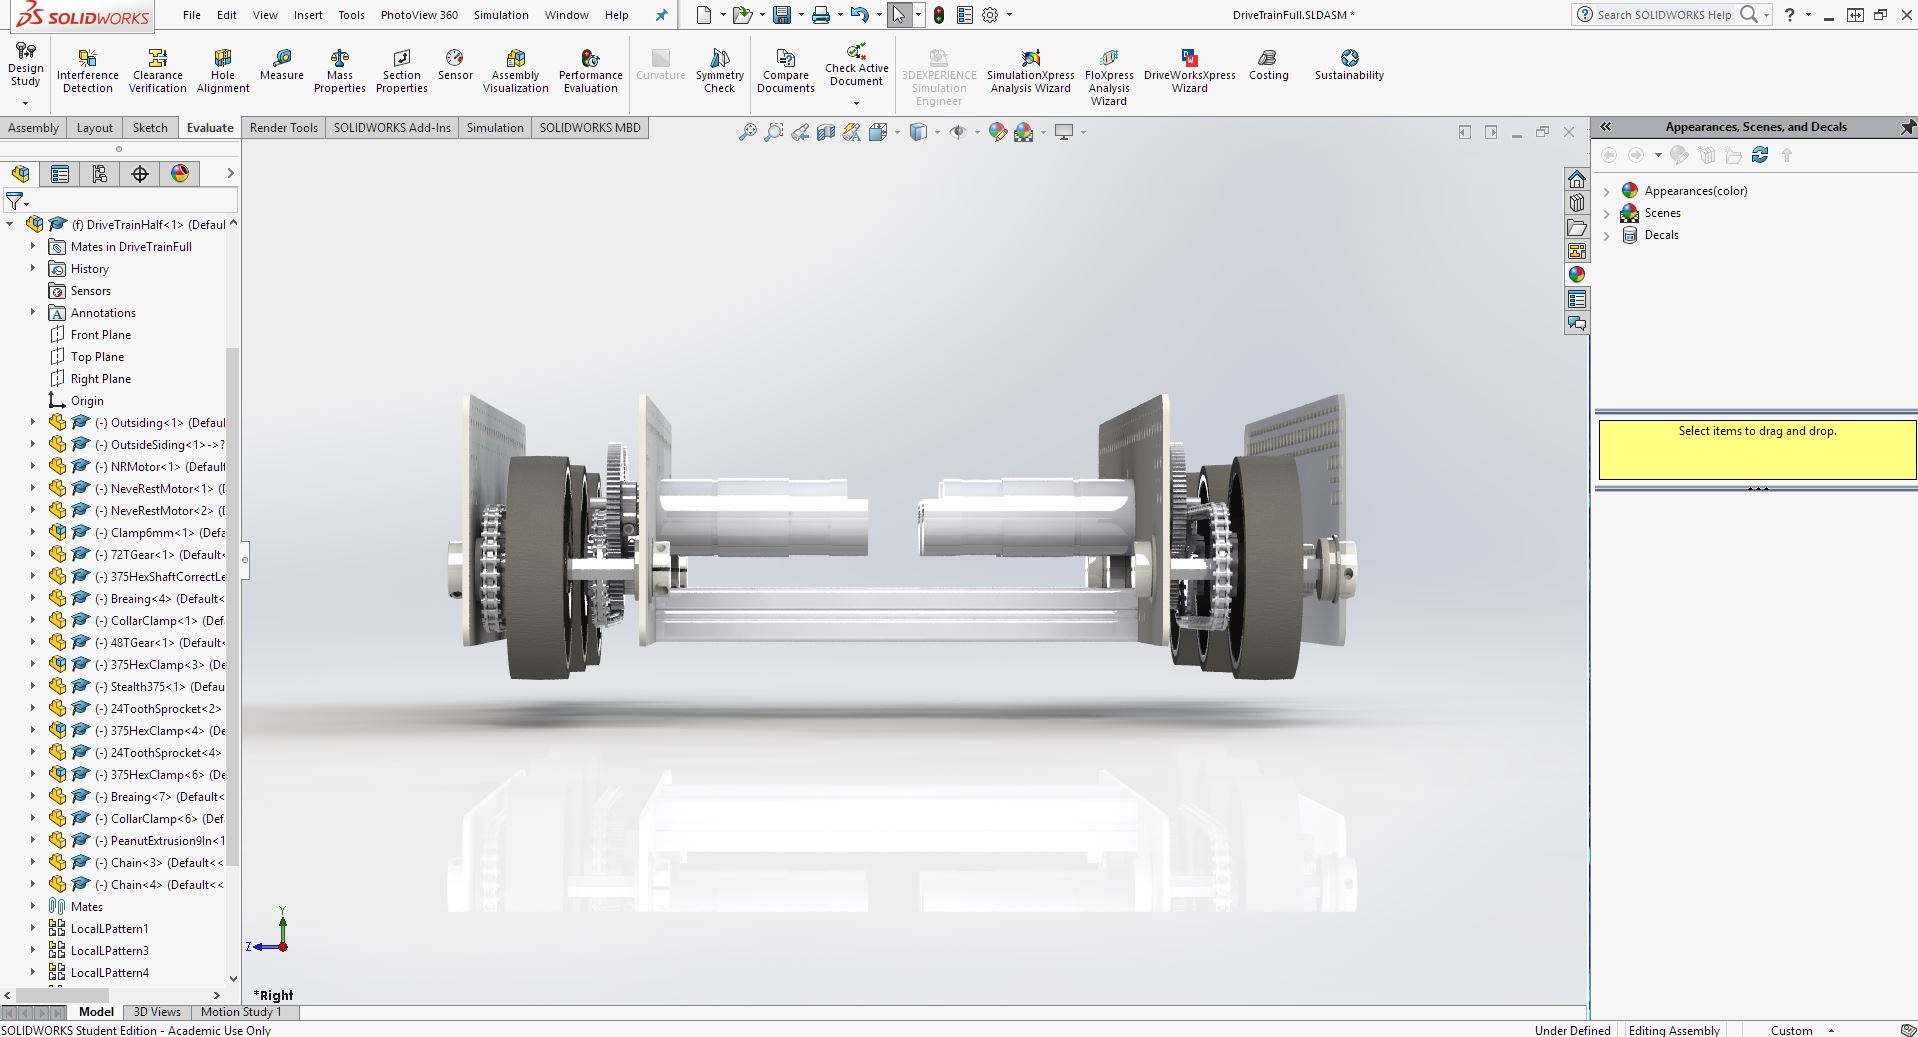 SOLIDWORKS
File Edit View Insert Tools PhotoView 360 Simulation Window Help
DriveTrainFull.SLDASM *
Search SOLIDWORKS Help
Design Study
Interference Detection
Clearance Verification
Hole Alignment
Measure
Mass Properties
Section Properties
Sensor
Assembly Visualization
Performance Evaluation
Curvature
Symmetry Check
Compare Documents
Check Active Document
3DEXPERIENCE Simulation Engineer
SimulationXpress Analysis Wizard
FloXpress Analysis Wizard
DriveWorksXpress Wizard
Costing
Sustainability
Assembly Layout Sketch Evaluate Render Tools SOLIDWORKS Add-Ins Simulation SOLIDWORKS MBD
Appearances, Scenes, and Decals
Appearances(color)
Scenes
Decals
Select items to drag and drop.
(f) DriveTrainHalf<1> (Defaul
Mates in DriveTrainFull
History
Sensors
Annotations
Front Plane
Top Plane
Right Plane
Origin
(-) Outsiding<1> (Defaul
(-) OutsideSiding<1>->?
(-) NRMotor<1> (Default
(-) NeveRestMotor<1> (D
(-) NeveRestMotor<2> (D
(-) Clamp6mm<1> (Defa
(-) 72TGear<1> (Default<
(-) 375HexShaftCorrectLe
(-) Breaing<4> (Default<
(-) CollarClamp<1> (Def
(-) 48TGear<1> (Default<
(-) 375HexClamp<3> (De
(-) Stealth375<1> (Defau
(-) 24ToothSprocket<2>
(-) 375HexClamp<4> (De
(-) 24ToothSprocket<4>
(-) 375HexClamp<6> (De
(-) Breaing<7> (Default<
(-) CollarClamp<6> (Def
(-) PeanutExtrusion9In<1
(-) Chain<3> (Default<<
(-) Chain<4> (Default<<
Mates
LocalLPattern1
LocalLPattern3
LocalLPattern4
Y
Z
*Right
Model 3D Views Motion Study 1
SOLIDWORKS Student Edition - Academic Use Only
Under Defined Editing Assembly Custom